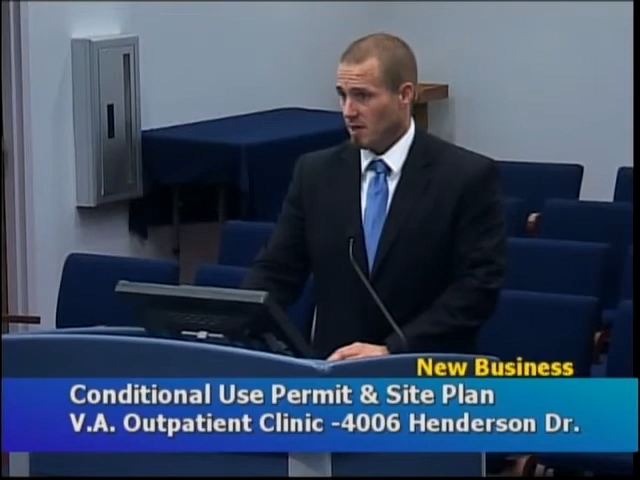 New Business
Conditional Use Permit & Site Plan
V.A. Outpatient Clinic -4006 Henderson Dr.